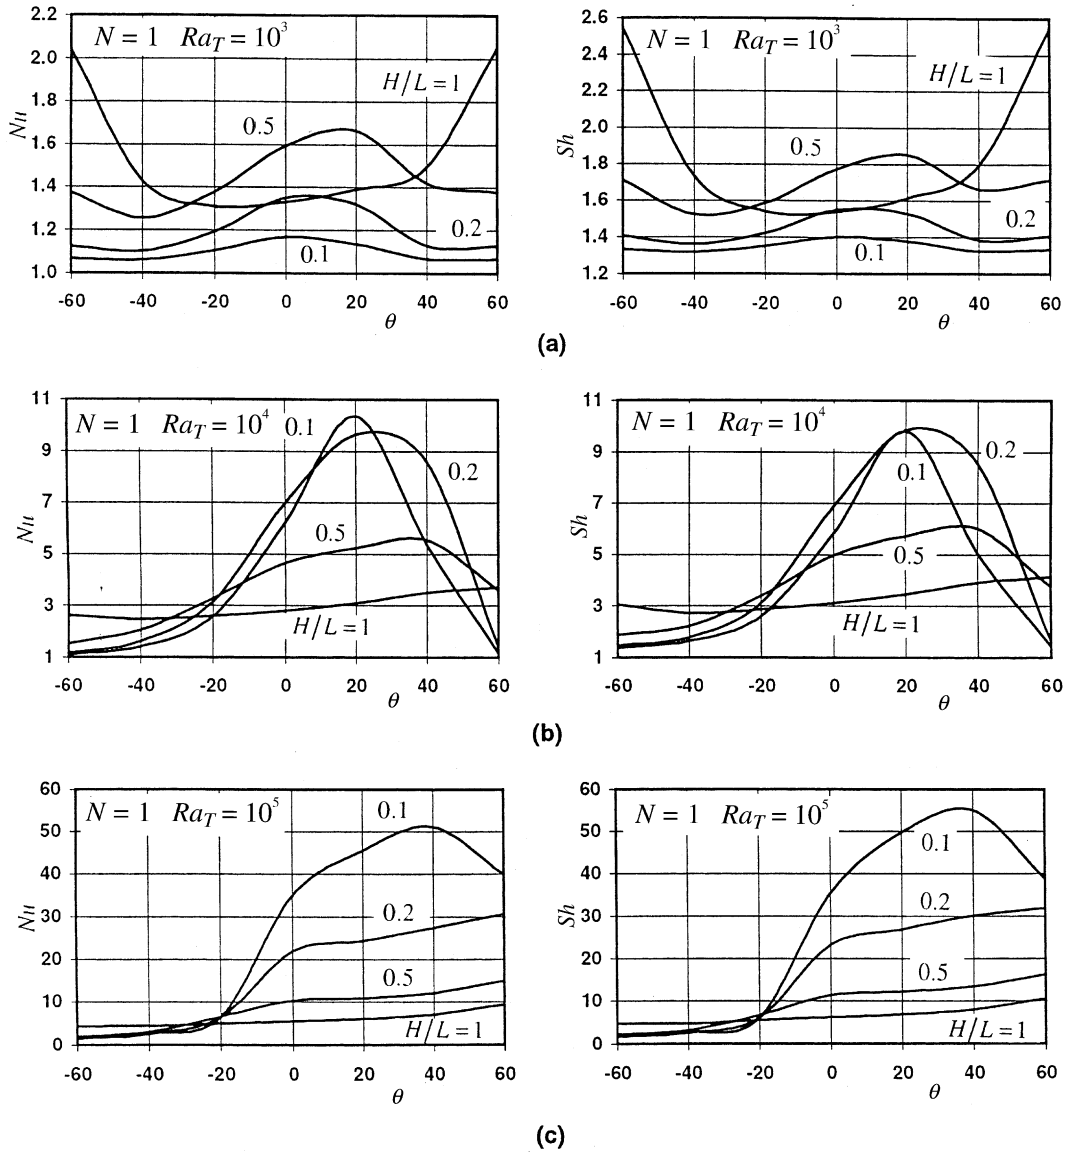 N = 1 Ra_T = 10^3
Nu
2.2
2.0
1.8
1.6
1.4
1.2
1.0
H/L = 1
0.5
0.2
0.1
-60 -40 -20 0 20 40 60
θ
N = 1 Ra_T = 10^3
Sh
2.6
2.4
2.2
2.0
1.8
1.6
1.4
1.2
H/L = 1
0.5
0.2
0.1
-60 -40 -20 0 20 40 60
θ
(a)
N = 1 Ra_T = 10^4
Nu
11
9
7
5
3
1
0.1
0.2
0.5
H/L = 1
-60 -40 -20 0 20 40 60
θ
N = 1 Ra_T = 10^4
Sh
11
9
7
5
3
1
0.2
0.1
0.5
H/L = 1
-60 -40 -20 0 20 40 60
θ
(b)
N = 1 Ra_T = 10^5
Nu
60
50
40
30
20
10
0
0.1
0.2
0.5
H/L = 1
-60 -40 -20 0 20 40 60
θ
N = 1 Ra_T = 10^5
Sh
60
50
40
30
20
10
0
0.1
0.2
0.5
H/L = 1
-60 -40 -20 0 20 40 60
θ
(c)